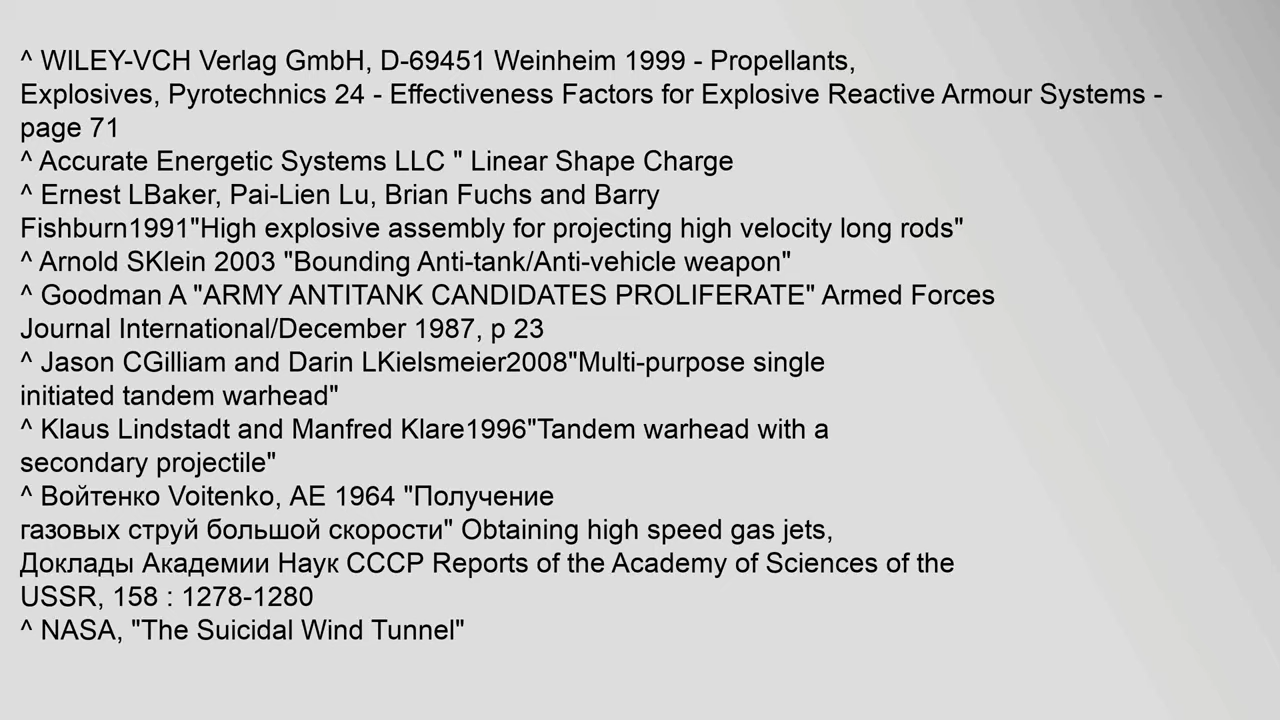 ^ WILEY-VCH Verlag GmbH, D-69451 Weinheim 1999 - Propellants,
Explosives, Pyrotechnics 24 - Effectiveness Factors for Explosive Reactive Armour Systems -
page 71
^ Accurate Energetic Systems LLC " Linear Shape Charge
^ Ernest LBaker, Pai-Lien Lu, Brian Fuchs and Barry
Fishburn1991"High explosive assembly for projecting high velocity long rods"
^ Arnold SKlein 2003 "Bounding Anti-tank/Anti-vehicle weapon"
^ Goodman A "ARMY ANTITANK CANDIDATES PROLIFERATE" Armed Forces
Journal International/December 1987, p 23
^ Jason CGilliam and Darin LKielsmeier2008"Multi-purpose single
initiated tandem warhead"
^ Klaus Lindstadt and Manfred Klare1996"Tandem warhead with a
secondary projectile"
^ Войтенко Voitenko, AE 1964 "Получение
газовых струй большой скорости" Obtaining high speed gas jets,
Доклады Академии Наук СССР Reports of the Academy of Sciences of the
USSR, 158 : 1278-1280
^ NASA, "The Suicidal Wind Tunnel"